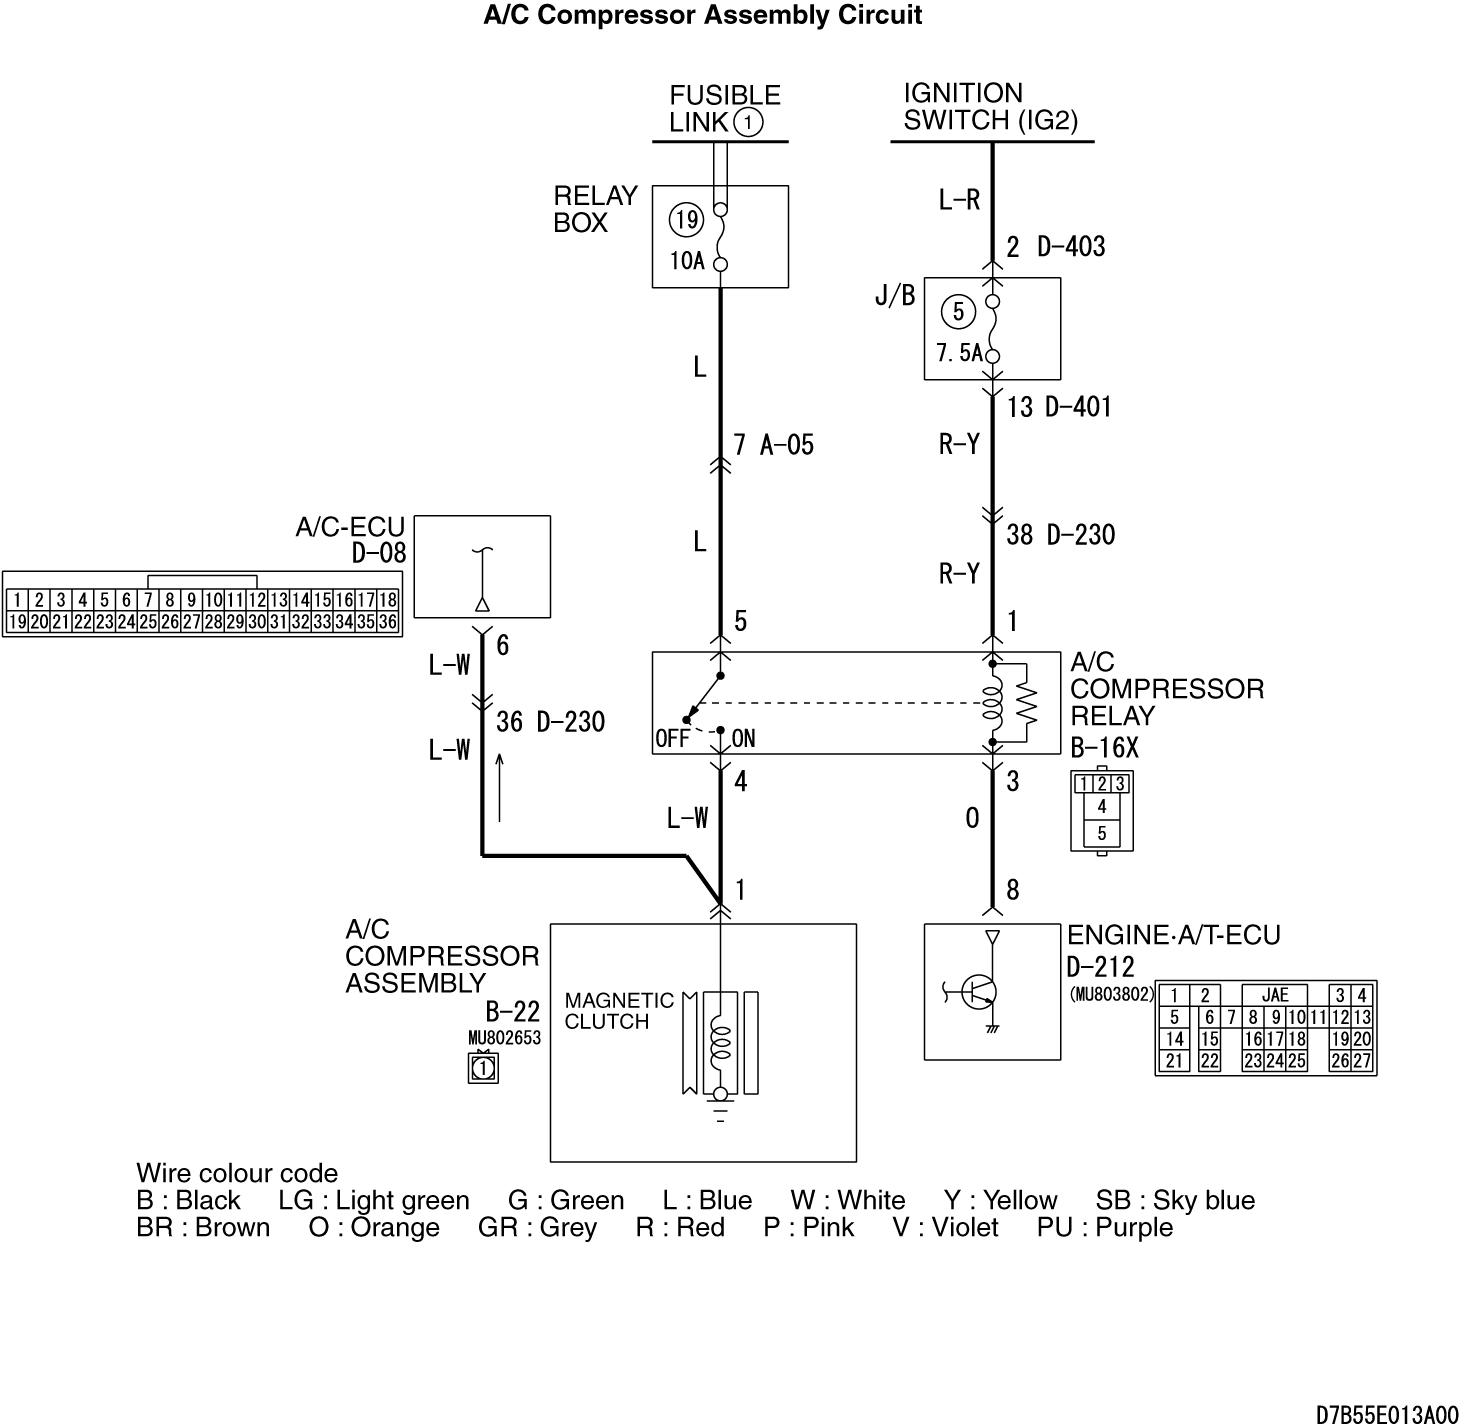 A/C Compressor Assembly Circuit
FUSIBLE
LINK 1
IGNITION
SWITCH (IG2)
RELAY
BOX
19
10A
L-R
2 D-403
J/B
5
7.5A
L
13 D-401
R-Y
7 A-05
A/C-ECU
D-08
L
38 D-230
R-Y
1 2 3 4 5 6 7 8 9 10 11 12 13 14 15 16 17 18
19 20 21 22 23 24 25 26 27 28 29 30 31 32 33 34 35 36
5
1
6
L-W
36 D-230
L-W
OFF
ON
A/C
COMPRESSOR
RELAY
B-16X
1 2 3
4
5
4
3
L-W
O
1
8
A/C
COMPRESSOR
ASSEMBLY
B-22
MU802653
1
MAGNETIC
CLUTCH
ENGINE·A/T-ECU
D-212
(MU803802)
1 2 JAE 3 4
5 6 7 8 9 10 11 12 13
14 15 16 17 18 19 20
21 22 23 24 25 26 27
Wire colour code
B : Black LG : Light green G : Green L : Blue W : White Y : Yellow SB : Sky blue
BR : Brown O : Orange GR : Grey R : Red P : Pink V : Violet PU : Purple
D7B55E013A00